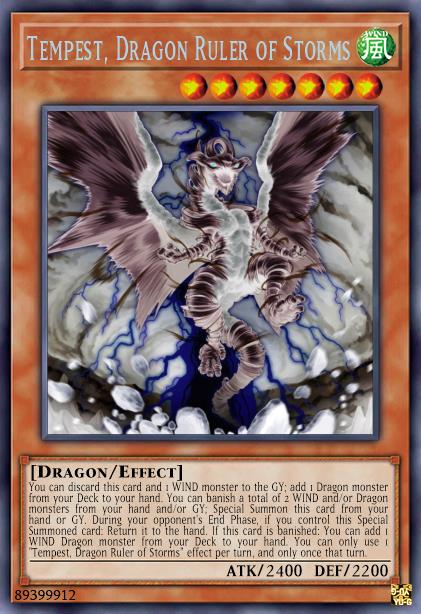 Tempest, Dragon Ruler of Storms
WIND
風
[Dragon/Effect]
You can discard this card and 1 WIND monster to the GY; add 1 Dragon monster
from your Deck to your hand. You can banish a total of 2 WIND and/or Dragon
monsters from your hand and/or GY; Special Summon this card from your
hand or GY. During your opponent's End Phase, if you control this Special
Summoned card: Return it to the hand. If this card is banished: You can add 1
WIND Dragon monster from your Deck to your hand. You can only use 1
"Tempest, Dragon Ruler of Storms" effect per turn, and only once that turn.
ATK/2400 DEF/2200
89399912